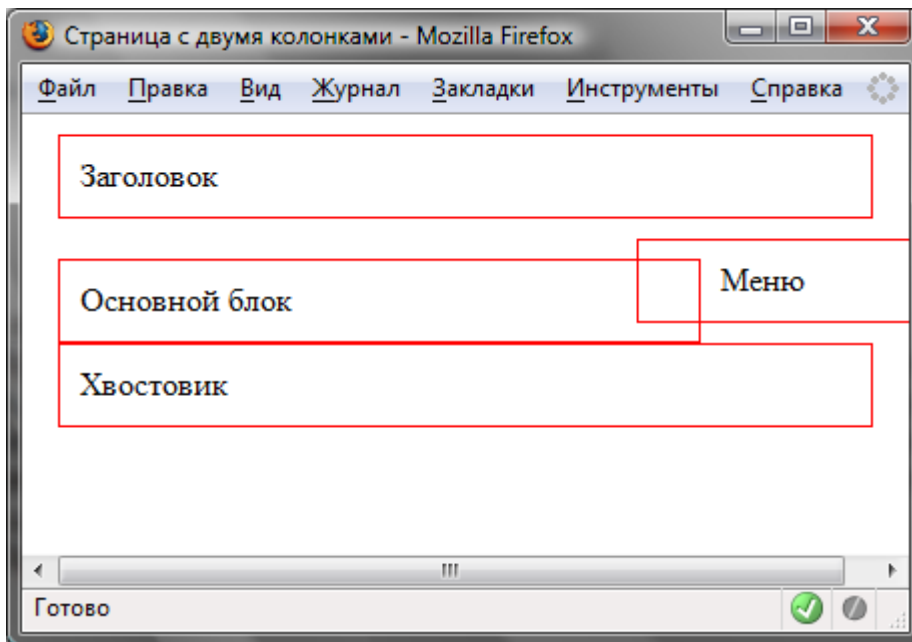 Страница с двумя колонками - Mozilla Firefox
Файл Правка Вид Журнал Закладки Инструменты Справка
Заголовок
Меню
Основной блок
Хвостовик
Готово